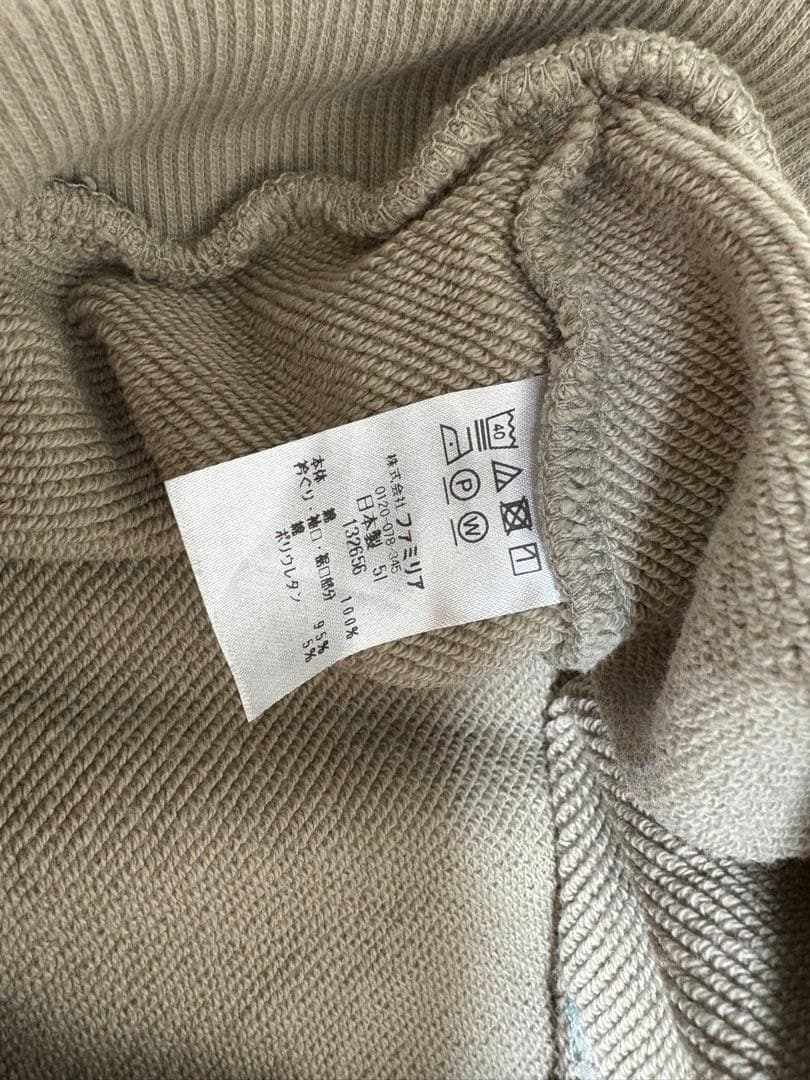 40
P
W
株式会社 ファミリア
0120-078-345
日本製 51
132656
本体 綿 100%
衿ぐり・袖口・裾口部分
綿 95%
ポリウレタン 5%